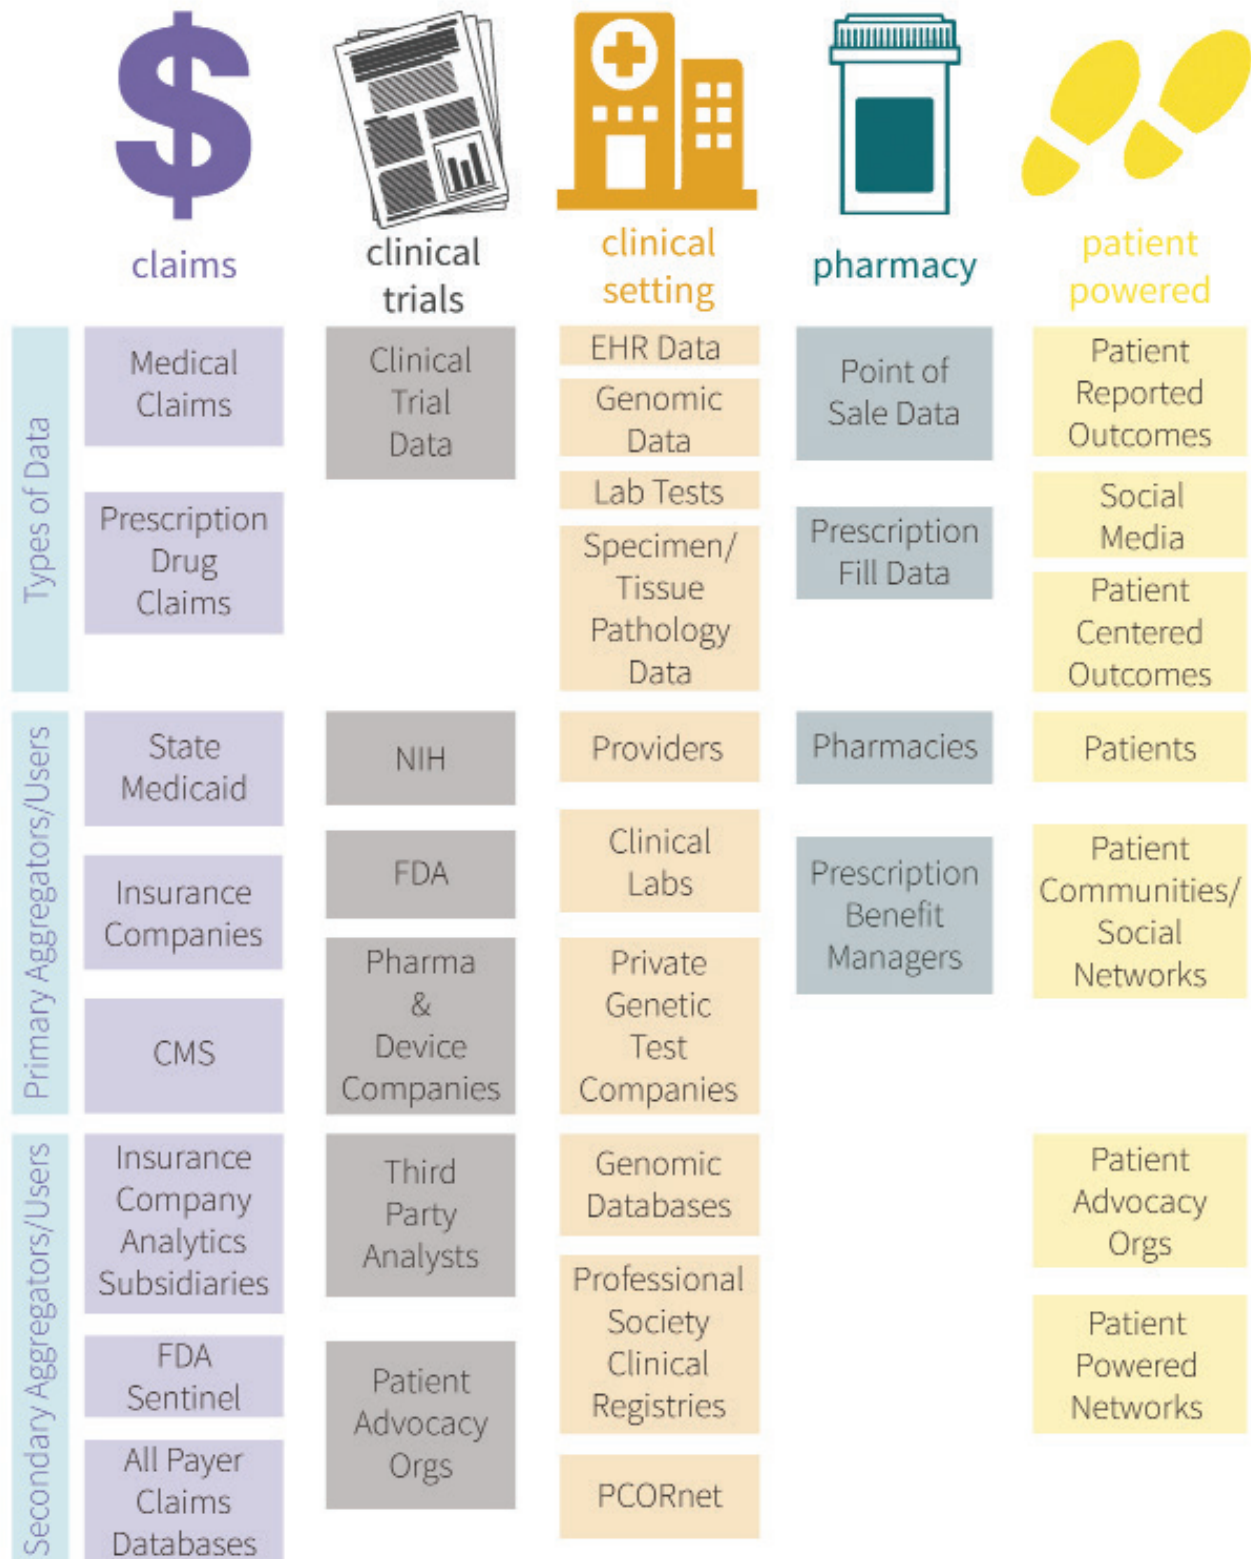 $
claims
clinical
trials
clinical
setting
pharmacy
patient
powered
Types of Data
Medical
Claims
Prescription
Drug
Claims
Clinical
Trial
Data
EHR Data
Genomic
Data
Lab Tests
Specimen/
Tissue
Pathology
Data
Point of
Sale Data
Prescription
Fill Data
Patient
Reported
Outcomes
Social
Media
Patient
Centered
Outcomes
Primary Aggregators/Users
State
Medicaid
Insurance
Companies
CMS
NIH
FDA
Pharma
&
Device
Companies
Providers
Clinical
Labs
Private
Genetic
Test
Companies
Pharmacies
Prescription
Benefit
Managers
Patients
Patient
Communities/
Social
Networks
Secondary Aggregators/Users
Insurance
Company
Analytics
Subsidiaries
FDA
Sentinel
All Payer
Claims
Databases
Third
Party
Analysts
Patient
Advocacy
Orgs
Genomic
Databases
Professional
Society
Clinical
Registries
PCORnet
Patient
Advocacy
Orgs
Patient
Powered
Networks